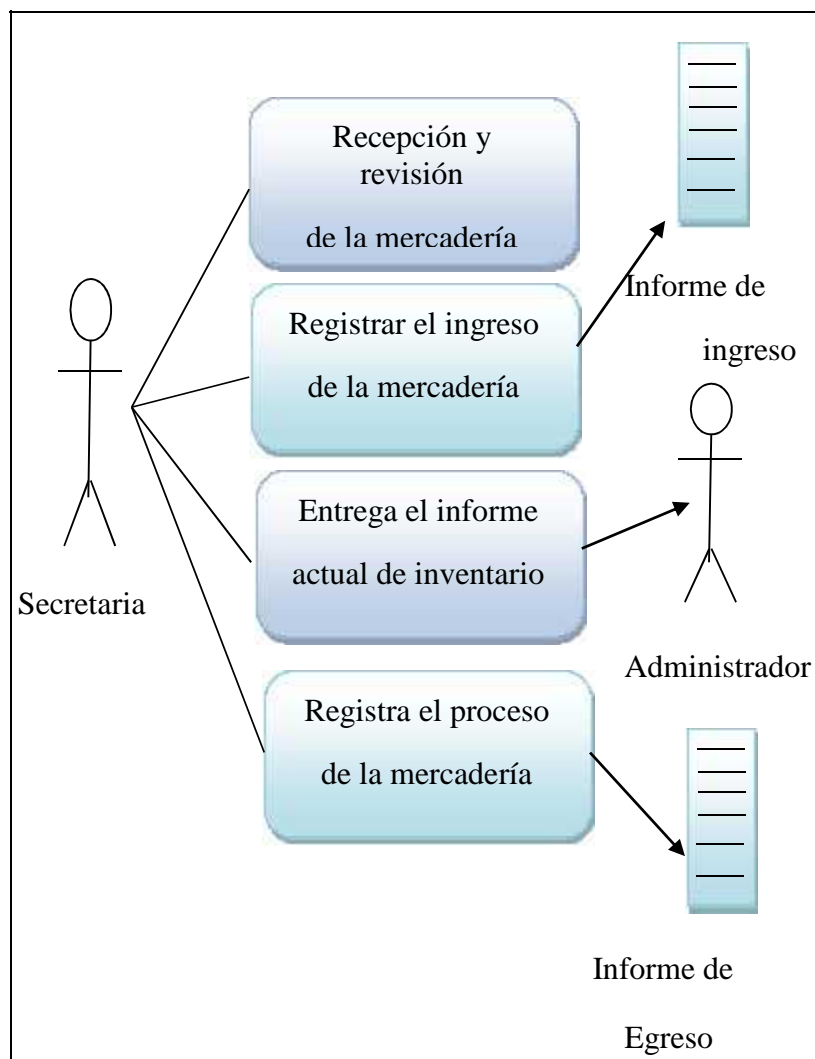 Recepción y
revisión
de la mercadería
Registrar el ingreso
de la mercadería
Entrega el informe
actual de inventario
Registra el proceso
de la mercadería
Secretaria
Informe de
ingreso
Administrador
Informe de
Egreso